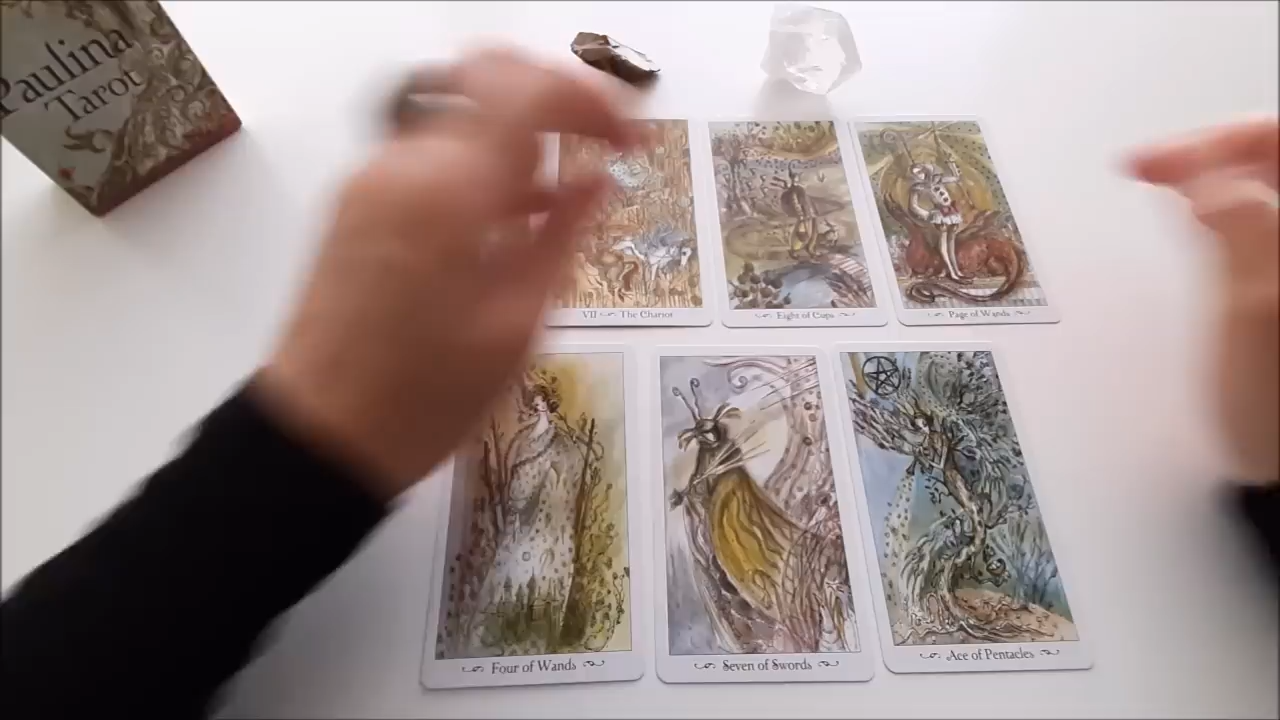 Paulina
Tarot
VII The Chariot
Eight of Cups
Page of Wands
Four of Wands
Seven of Swords
Ace of Pentacles